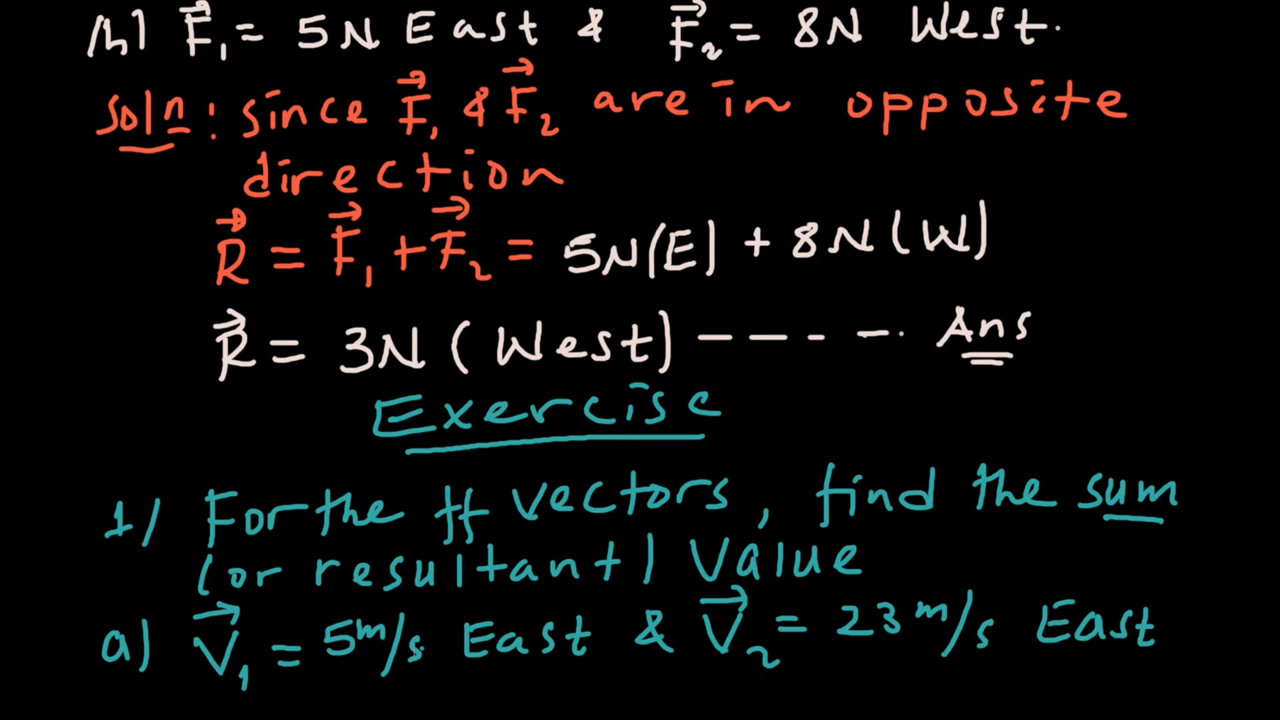 h) F⃗₁ = 5N East & F⃗₂ = 8N West.
soln: since F⃗₁ & F⃗₂ are in opposite
direction
R⃗ = F⃗₁ + F⃗₂ = 5N(E) + 8N(W)
R⃗ = 3N (West) ---- -. Ans
Exercise
1/ For the ff vectors, find the sum
(or resultant) value
a) V⃗₁ = 5m/s East & V⃗₂ = 23 m/s East